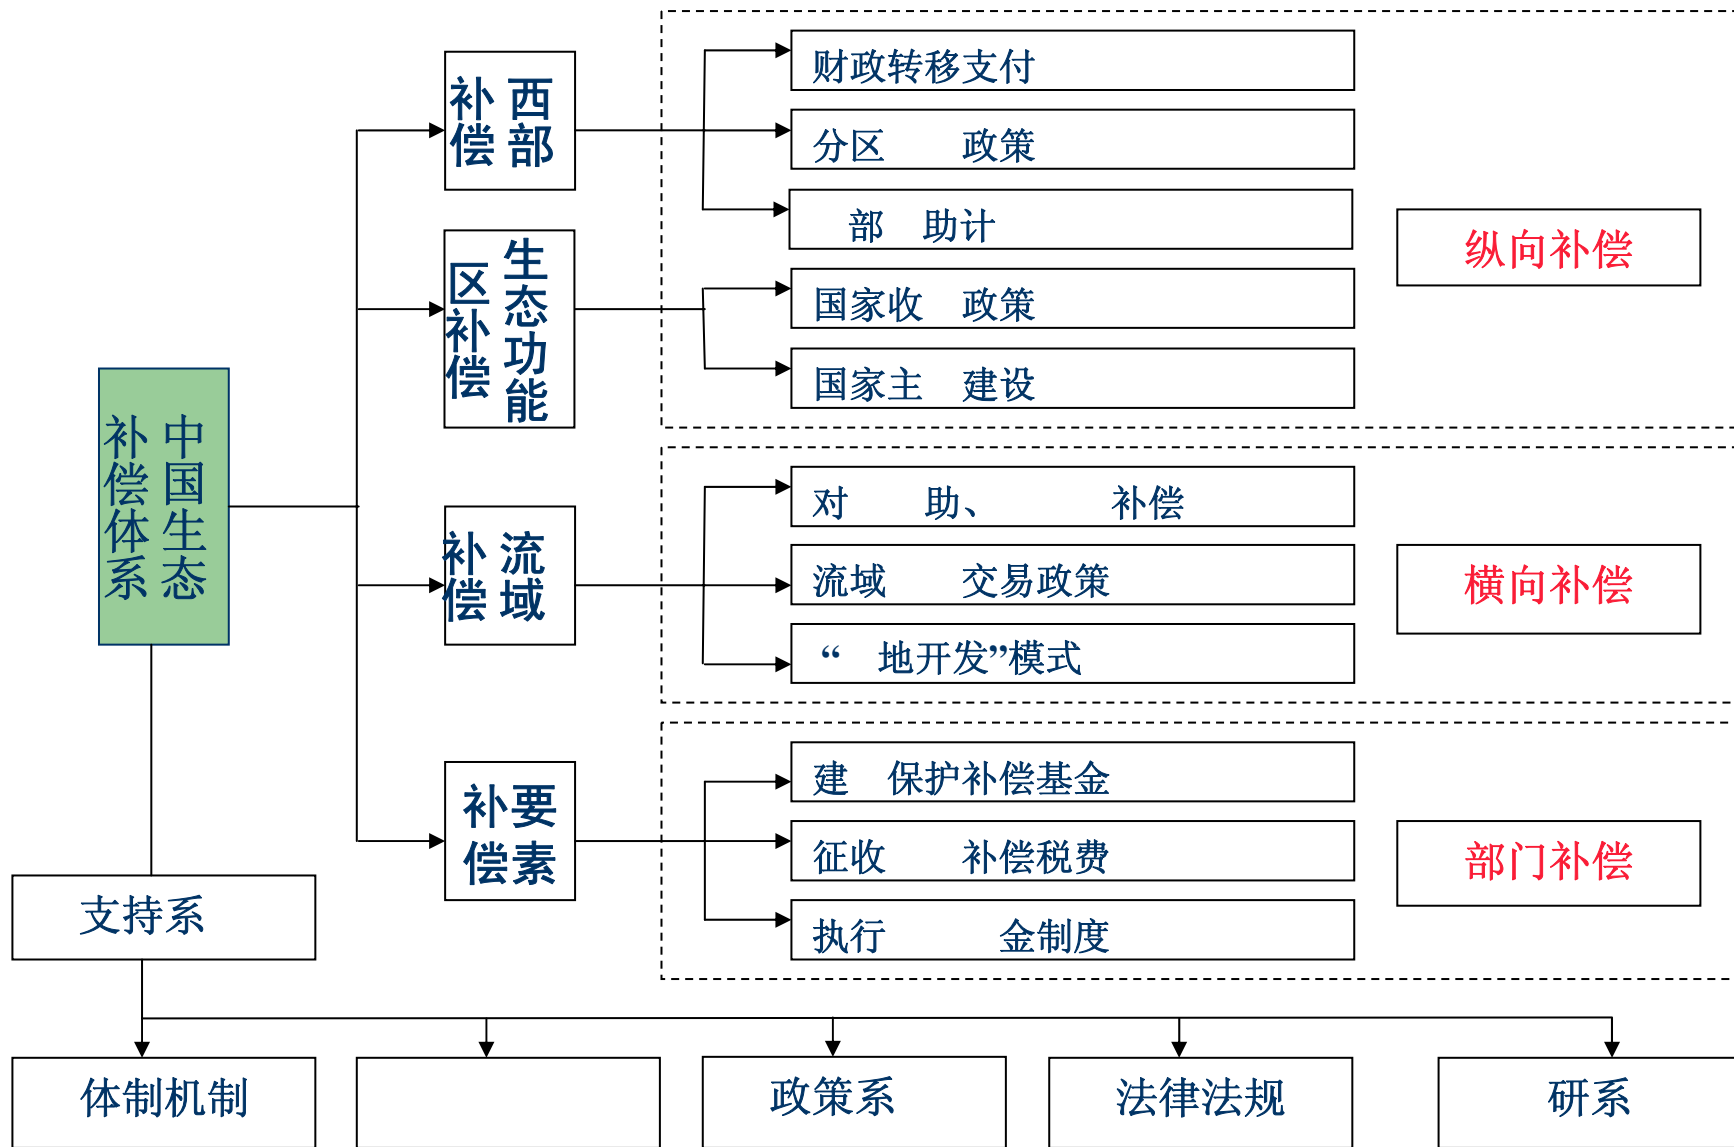 中国生态补偿体系
西部补偿
生态功能区补偿
流域补偿
要素补偿
财政转移支付
分区 政策
部 助计
国家收 政策
国家主 建设
纵向补偿
对 助、 补偿
流域 交易政策
“ 地开发”模式
横向补偿
建 保护补偿基金
征收 补偿税费
执行 金制度
部门补偿
支持系
体制机制
政策系
法律法规
研系